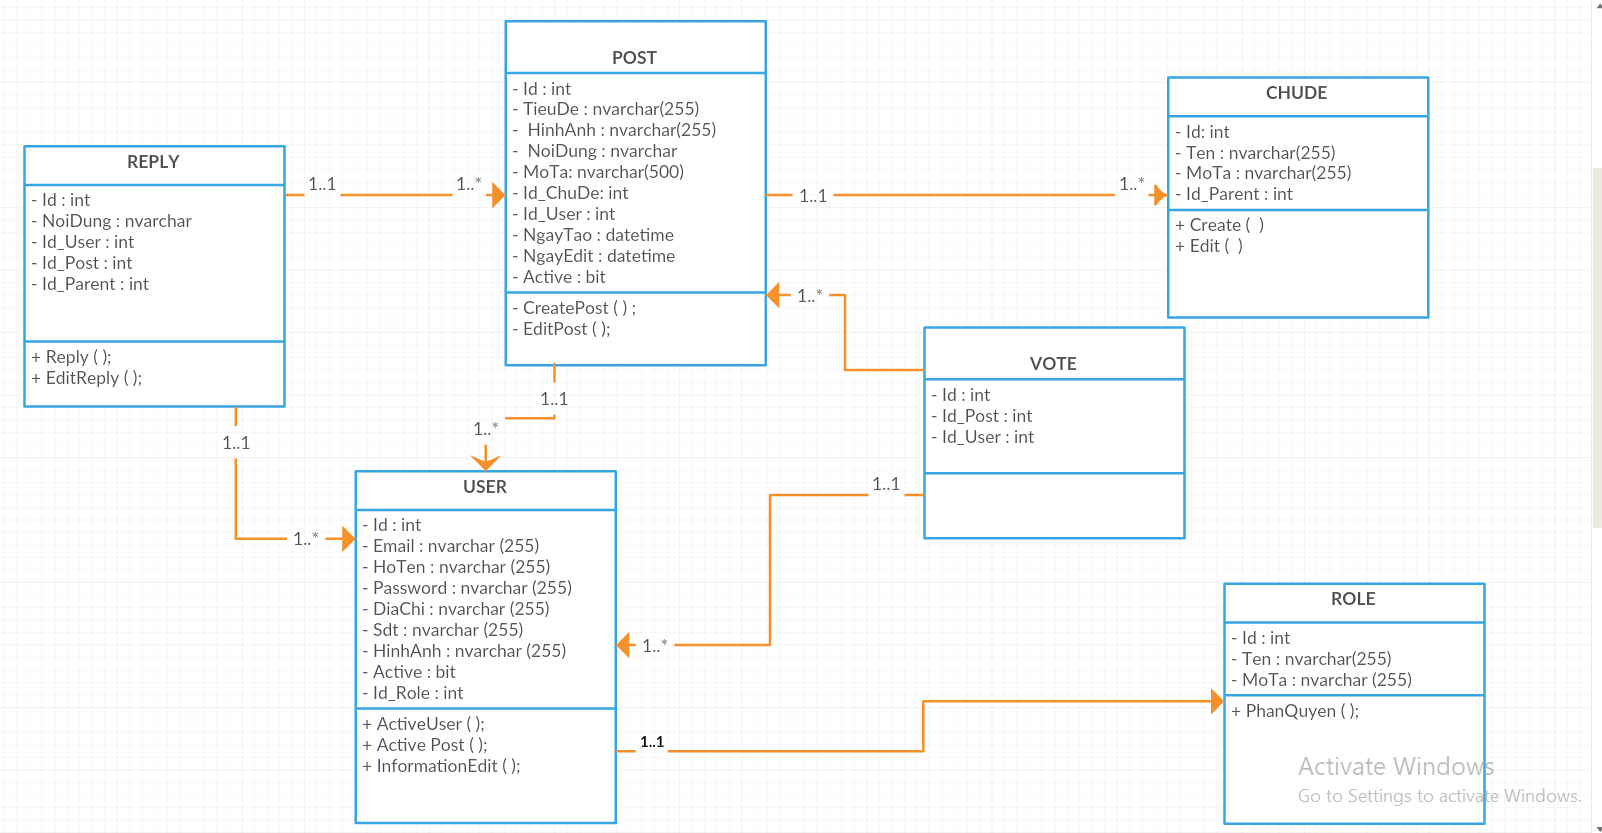 POST
- Id : int
- TieuDe : nvarchar(255)
- HinhAnh : nvarchar(255)
- NoiDung : nvarchar
- MoTa: nvarchar(500)
- Id_ChuDe: int
- Id_User : int
- NgayTao : datetime
- NgayEdit : datetime
- Active : bit
- CreatePost ( ) ;
- EditPost ( );
CHUDE
- Id: int
- Ten : nvarchar(255)
- MoTa : nvarchar(255)
- Id_Parent : int
+ Create ( )
+ Edit ( )
REPLY
- Id : int
- NoiDung : nvarchar
- Id_User : int
- Id_Post : int
- Id_Parent : int
+ Reply ( );
+ EditReply ( );
1..1
1..*
1..1
1..*
1..*
VOTE
- Id : int
- Id_Post : int
- Id_User : int
1..1
1..*
1..1
1..*
1..1
1..*
USER
- Id : int
- Email : nvarchar (255)
- HoTen : nvarchar (255)
- Password : nvarchar (255)
- DiaChi : nvarchar (255)
- Sdt : nvarchar (255)
- HinhAnh : nvarchar (255)
- Active : bit
- Id_Role : int
+ ActiveUser ( );
+ Active Post ( );
+ InformationEdit ( );
1..1
ROLE
- Id : int
- Ten : nvarchar(255)
- MoTa : nvarchar (255)
+ PhanQuyen ( );
Activate Windows
Go to Settings to activate Windows.